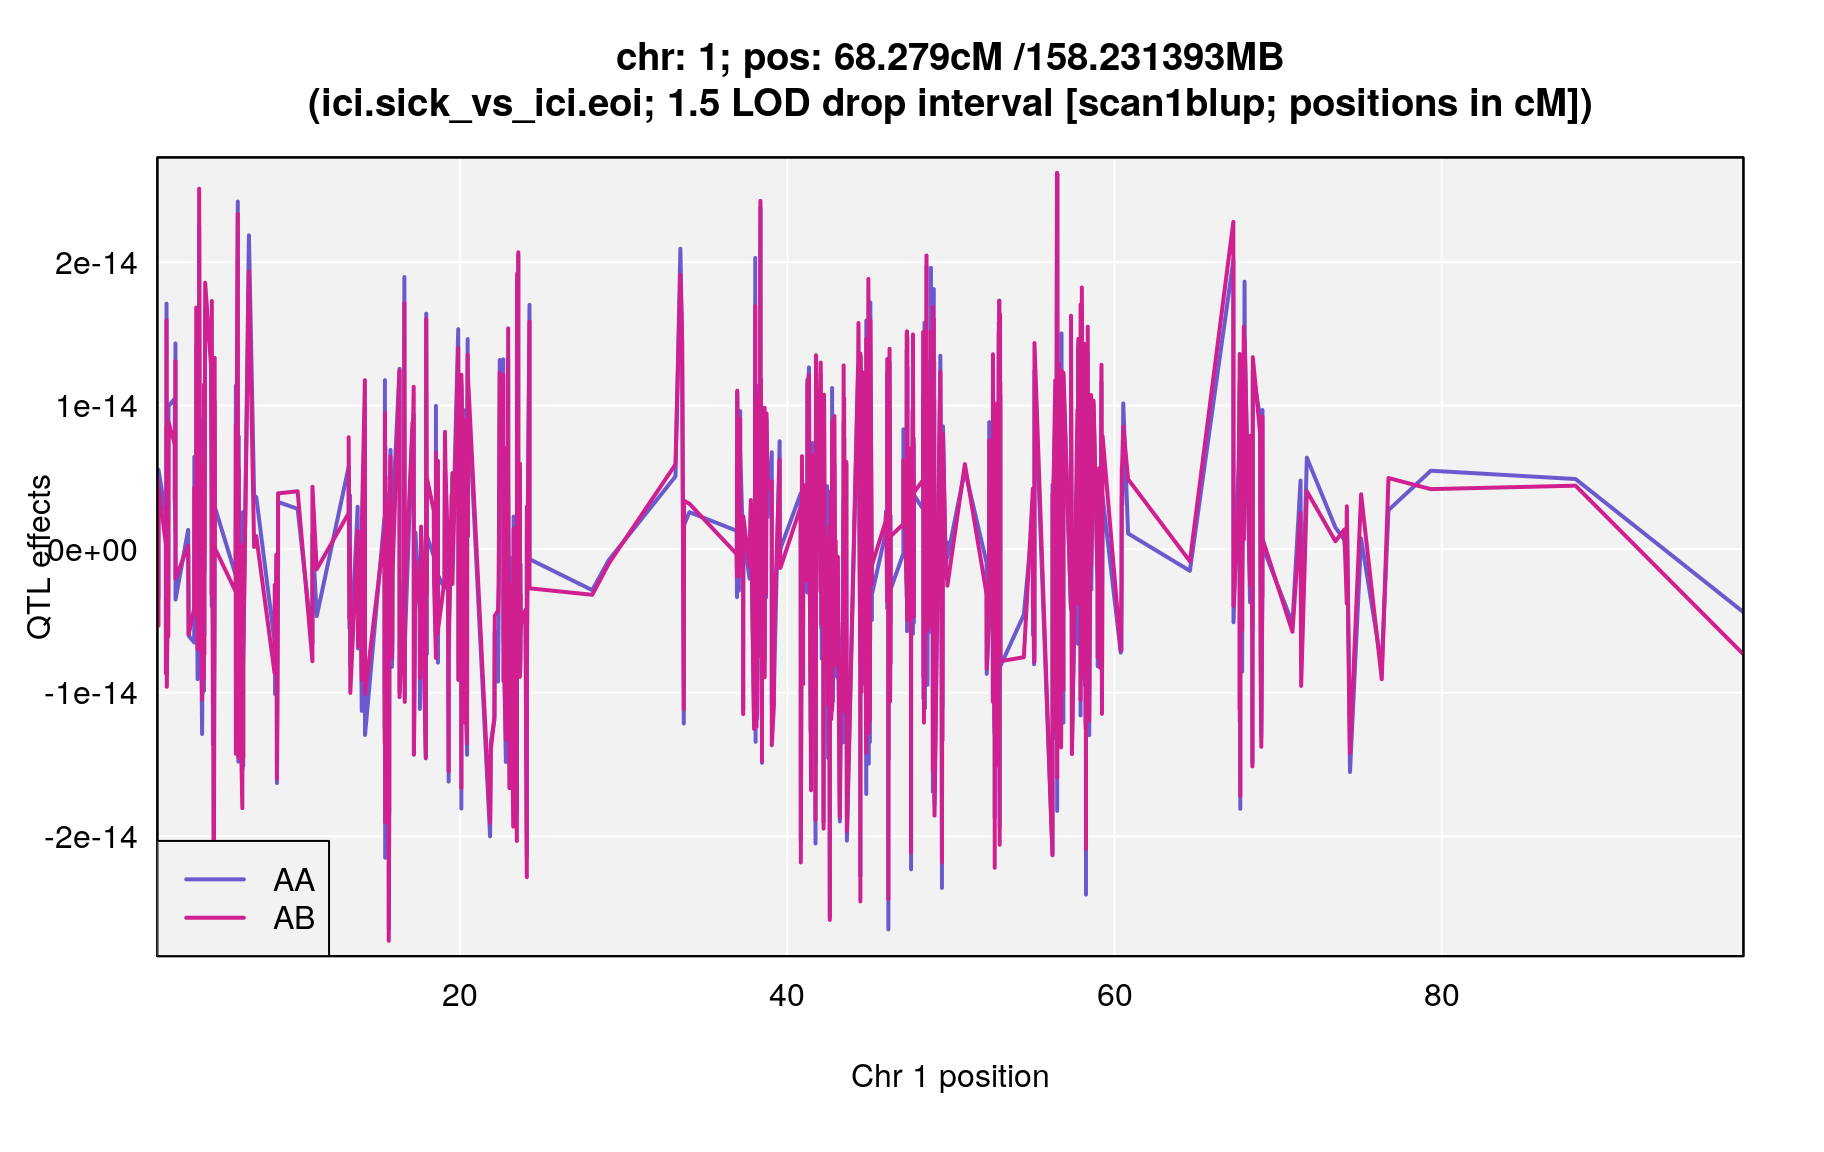 chr: 1; pos: 68.279cM /158.231393MB
(ici.sick_vs_ici.eoi; 1.5 LOD drop interval [scan1blup; positions in cM])
QTL effects
2e-14
1e-14
0e+00
-1e-14
-2e-14
AA
AB
20 40 60 80
Chr 1 position